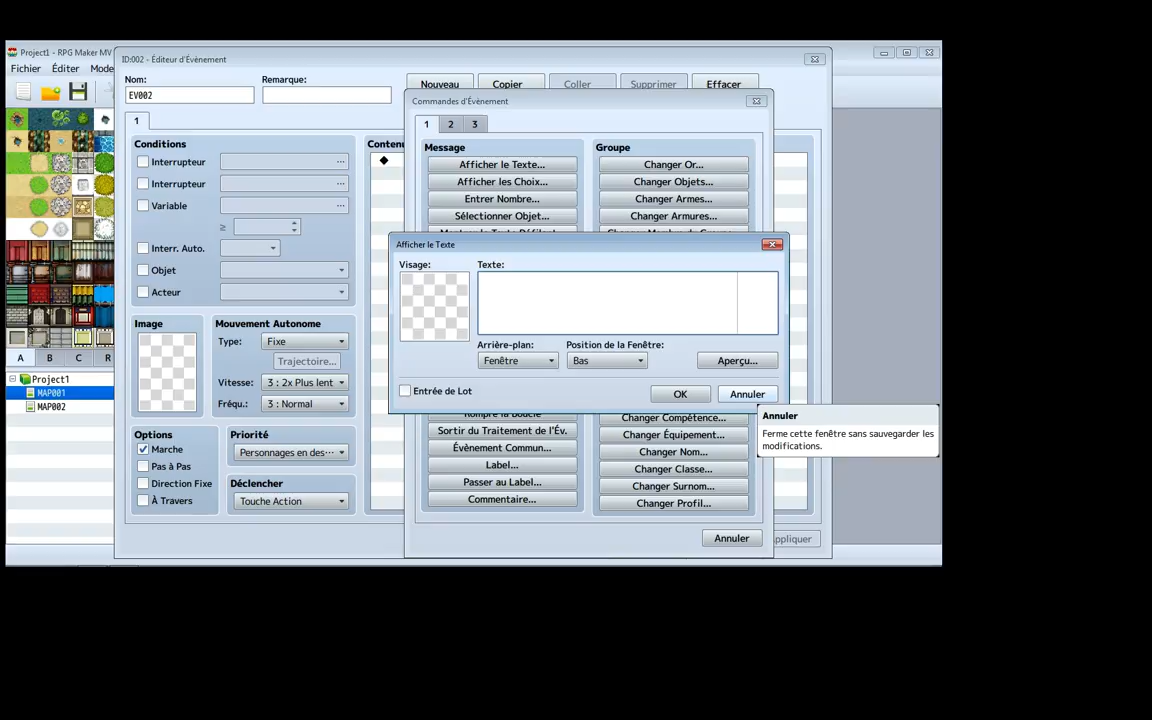 Project1 - RPG Maker MV
Fichier Éditer Mode
ID:002 - Éditeur d'Évènement
Nom:
EV002
Remarque:
Nouveau
Copier
Coller
Supprimer
Effacer
1
Conditions
Interrupteur
Interrupteur
Variable
≥
Interr. Auto.
Objet
Acteur
Image
Mouvement Autonome
Type:
Fixe
Trajectoire...
Vitesse:
3 : 2x Plus lent
Fréqu.:
3 : Normal
Options
Marche
Pas à Pas
Direction Fixe
À Travers
Priorité
Personnages en des···
Déclencher
Touche Action
Contenu
A B C R
Project1
MAP001
MAP002
Commandes d'Évènement
1 2 3
Message
Afficher le Texte...
Afficher les Choix...
Entrer Nombre...
Sélectionner Objet...
Groupe
Changer Or...
Changer Objets...
Changer Armes...
Changer Armures...
Afficher le Texte
Visage:
Texte:
Arrière-plan:
Fenêtre
Position de la Fenêtre:
Bas
Aperçu...
Entrée de Lot
OK
Annuler
Annuler
Ferme cette fenêtre sans sauvegarder les
modifications.
Rompre la Boucle
Sortir du Traitement de l'Év.
Évènement Commun...
Label...
Passer au Label...
Commentaire...
Changer Compétence...
Changer Équipement...
Changer Nom...
Changer Classe...
Changer Surnom...
Changer Profil...
Annuler
ppliquer